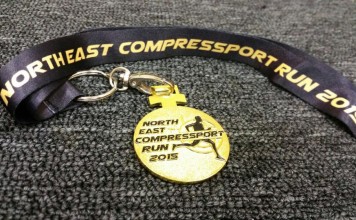 NORTHEAST COMPRESSPORT RUN 2015
NORTH
EAST
COMPRESSPORT
RUN
2015